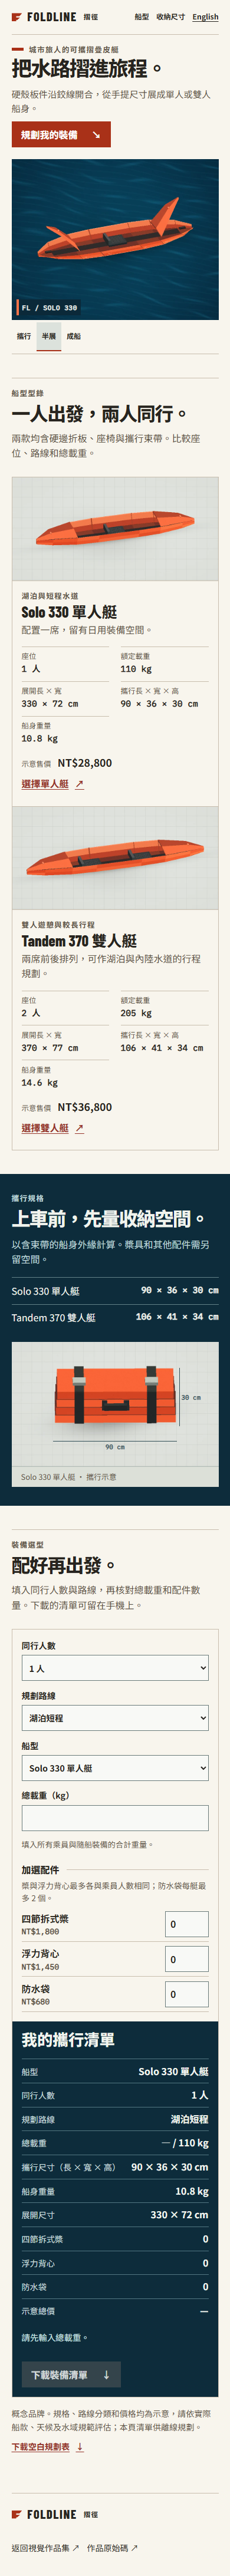 FOLDLINE 摺徑 船型 收納尺寸 English
城市旅人的可攜摺疊皮艇
把水路摺進旅程。
硬殼板件沿鉸線開合，從手提尺寸展成單人或雙人
船身。
規劃我的裝備 ↘
FL / SOLO 330
攜行 半展 成船
船型型錄
一人出發，兩人同行。
兩款均含硬邊折板、座椅與攜行束帶。比較座
位、路線和總載重。
湖泊與短程水道
Solo 330 單人艇
配置一席，留有日用裝備空間。
座位 額定載重
1 人 110 kg
展開長 × 寬 攜行長 × 寬 × 高
330 × 72 cm 90 × 36 × 30 cm
船身重量
10.8 kg
示意售價 NT$28,800
選擇單人艇 ↗
雙人遊憩與較長行程
Tandem 370 雙人艇
兩席前後排列，可作湖泊與內陸水道的行程
規劃。
座位 額定載重
2 人 205 kg
展開長 × 寬 攜行長 × 寬 × 高
370 × 77 cm 106 × 41 × 34 cm
船身重量
14.6 kg
示意售價 NT$36,800
選擇雙人艇 ↗
攜行規格
上車前，先量收納空間。
以含束帶的船身外緣計算。槳具和其他配件需另
留空間。
Solo 330 單人艇 90 × 36 × 30 cm
Tandem 370 雙人艇 106 × 41 × 34 cm
30 cm
90 cm
Solo 330 單人艇 · 攜行示意
裝備選型
配好再出發。
填入同行人數與路線，再核對總載重和配件數
量。下載的清單可留在手機上。
同行人數
1 人
規劃路線
湖泊短程
船型
Solo 330 單人艇
總載重（kg）
填入所有乘員與隨船裝備的合計重量。
加選配件
槳與浮力背心最多各與乘員人數相同；防水袋每艇最
多 2 個。
四節拆式槳 0
NT$1,800
浮力背心 0
NT$1,450
防水袋 0
NT$680
我的攜行清單
船型 Solo 330 單人艇
同行人數 1 人
規劃路線 湖泊短程
總載重 — / 110 kg
攜行尺寸（長 × 寬 × 高） 90 × 36 × 30 cm
船身重量 10.8 kg
展開尺寸 330 × 72 cm
四節拆式槳 0
浮力背心 0
防水袋 0
示意總價 —
請先輸入總載重。
下載裝備清單 ↓
概念品牌。規格、路線分類和價格均為示意，請依實際
船款、天候及水域規範評估；本頁清單供離線規劃。
下載空白規劃表 ↓
FOLDLINE 摺徑
返回視覺作品集 ↗ 作品原始碼 ↗